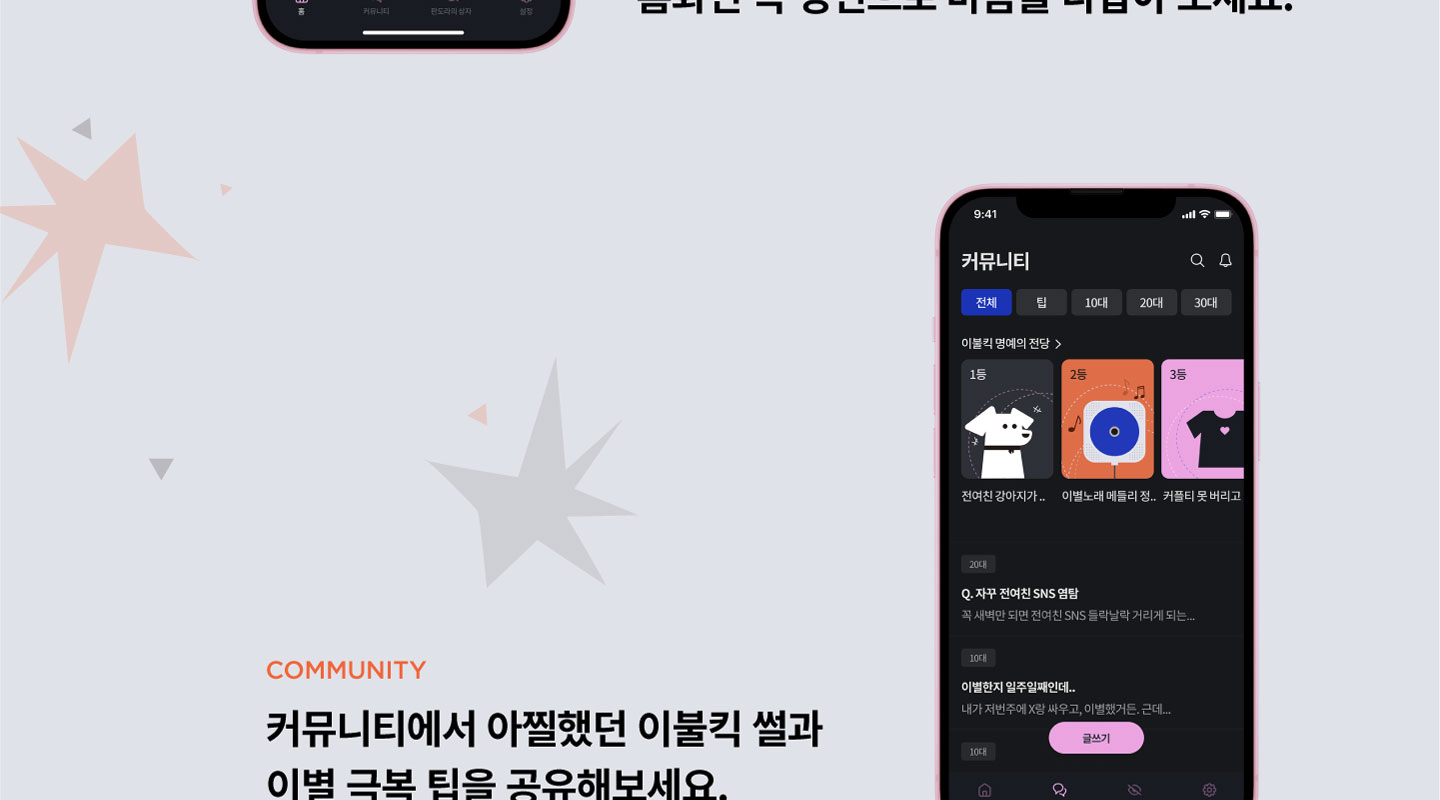 홈 커뮤니티 판도라의 상자 설정
9:41
커뮤니티
전체 팁 10대 20대 30대
이불킥 명예의 전당
1등 2등 3등
전여친 강아지가 .. 이별노래 메들리 정.. 커플티 못 버리고
20대
Q. 자꾸 전여친 SNS 염탐
꼭 새벽만 되면 전여친 SNS 들락날락 거리게 되는...
10대
이별한지 일주일째인데..
내가 저번주에 X랑 싸우고, 이별했거든. 근데...
글쓰기
10대
COMMUNITY
커뮤니티에서 아찔했던 이불킥 썰과
이별 극복 팁을 공유해보세요.